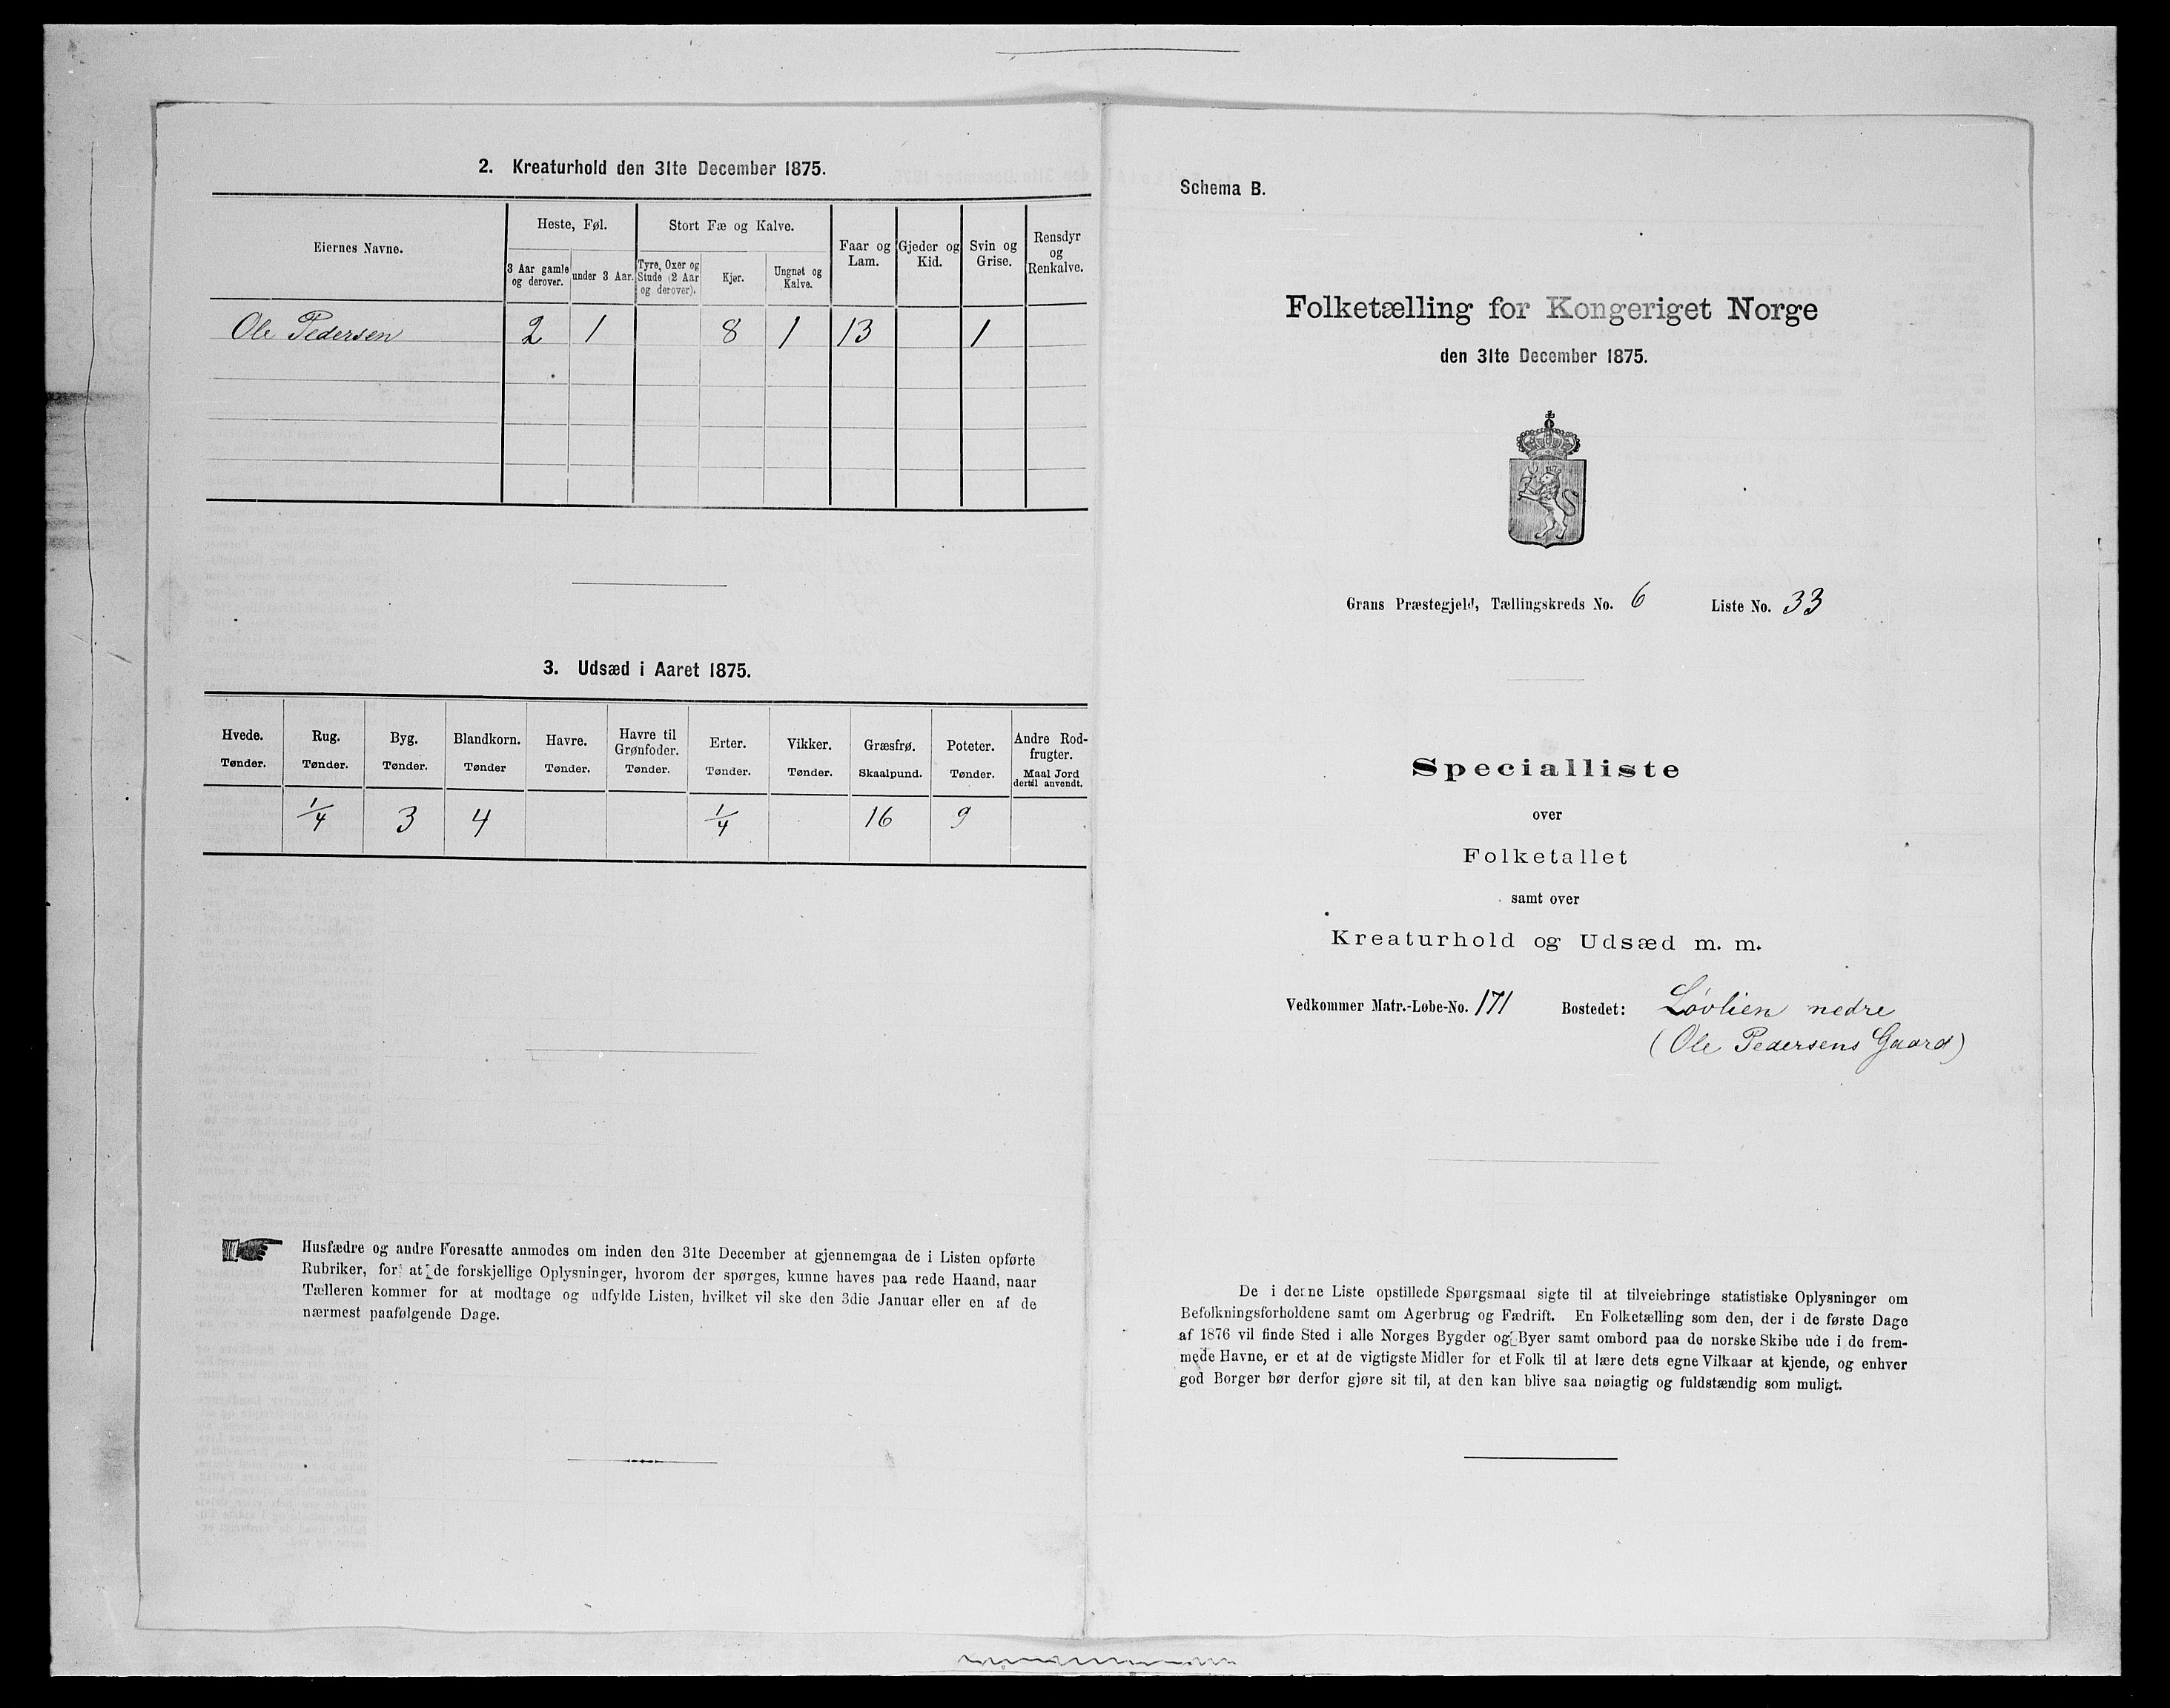 2. Kreaturhold den 31te December 1875.
Eiernes Navne.
Heste, Føl.
Stort Fæ og Kalve.
Faar og Lam.
Gjeder og Kid.
Svin og Grise.
Rensdyr og Renkalve.
3 Aar gamle og derover.
under 3 Aar.
Tyre, Oxer og Stude (2 Aar og derover).
Kjør.
Ungnøt og Kalve.
Ole Pedersen 2 1 8 1 13 1
3. Udsæd i Aaret 1875.
Hvede. Rug. Byg. Blandkorn. Havre. Havre til Grønfoder. Erter. Vikker. Græsfrø. Poteter. Andre Rodfrugter.
Tønder. Tønder. Tønder. Tønder Tønder. Tønder. Tønder. Tønder. Skaalpund. Tønder. Maal Jord dertil anvendt.
1/4 3 4 1/4 16 9
Husfædre og andre Foresatte anmodes om inden den 31te December at gjennemgaa de i Listen opførte
Rubriker, for at de forskjellige Oplysninger, hvorom der spørges, kunne haves paa rede Haand, naar
Tælleren kommer for at modtage og udfylde Listen, hvilket vil ske den 3die Januar eller en af de
nærmest paafølgende Dage.
Schema B.
Folketælling for Kongeriget Norge
den 31te December 1875.
Grans Præstegjeld, Tællingskreds No. 6 Liste No. 33
Specialliste
over
Folketallet
samt over
Kreaturhold og Udsæd m. m.
Vedkommer Matr.-Løbe-No. 171 Bostedet: Løvlien nedre
(Ole Pedersens Gaard)
De i denne Liste opstillede Spørgsmaal sigte til at tilveiebringe statistiske Oplysninger om
Befolkningsforholdene samt om Agerbrug og Fædrift. En Folketælling som den, der i de første Dage
af 1876 vil finde Sted i alle Norges Bygder og Byer samt ombord paa de norske Skibe ude i de frem-
mede Havne, er et af de vigtigste Midler for et Folk til at lære dets egne Vilkaar at kjende, og enhver
god Borger bør derfor gjøre sit til, at den kan blive saa nøiagtig og fuldstændig som muligt.